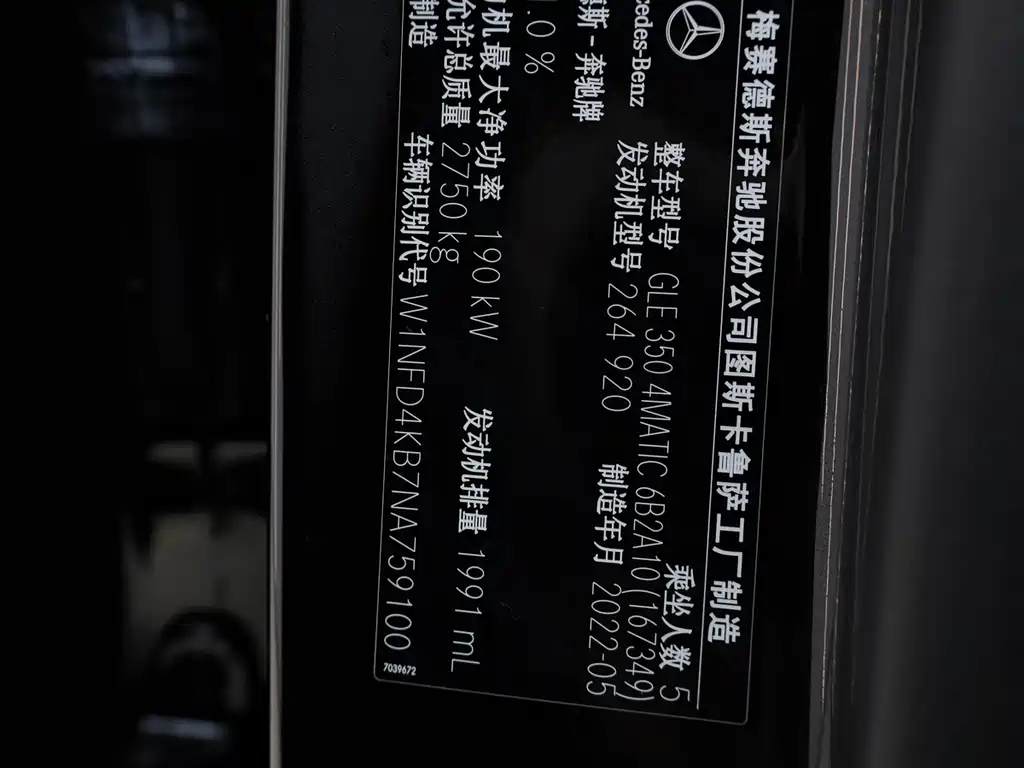 梅赛德斯奔驰股份公司图斯卡鲁萨工厂制造
乘坐人数 5
整车型号 GLE 350 4MATIC 6B2A10(167349)
Mercedes-Benz
发动机型号 264 920 制造年月 2022-05
德斯-奔驰牌
.0 %
机最大净功率 190 kW 发动机排量 1991 mL
允许总质量 2750 kg
制造 车辆识别代号 W1NFD4KB7NA759100
7039672